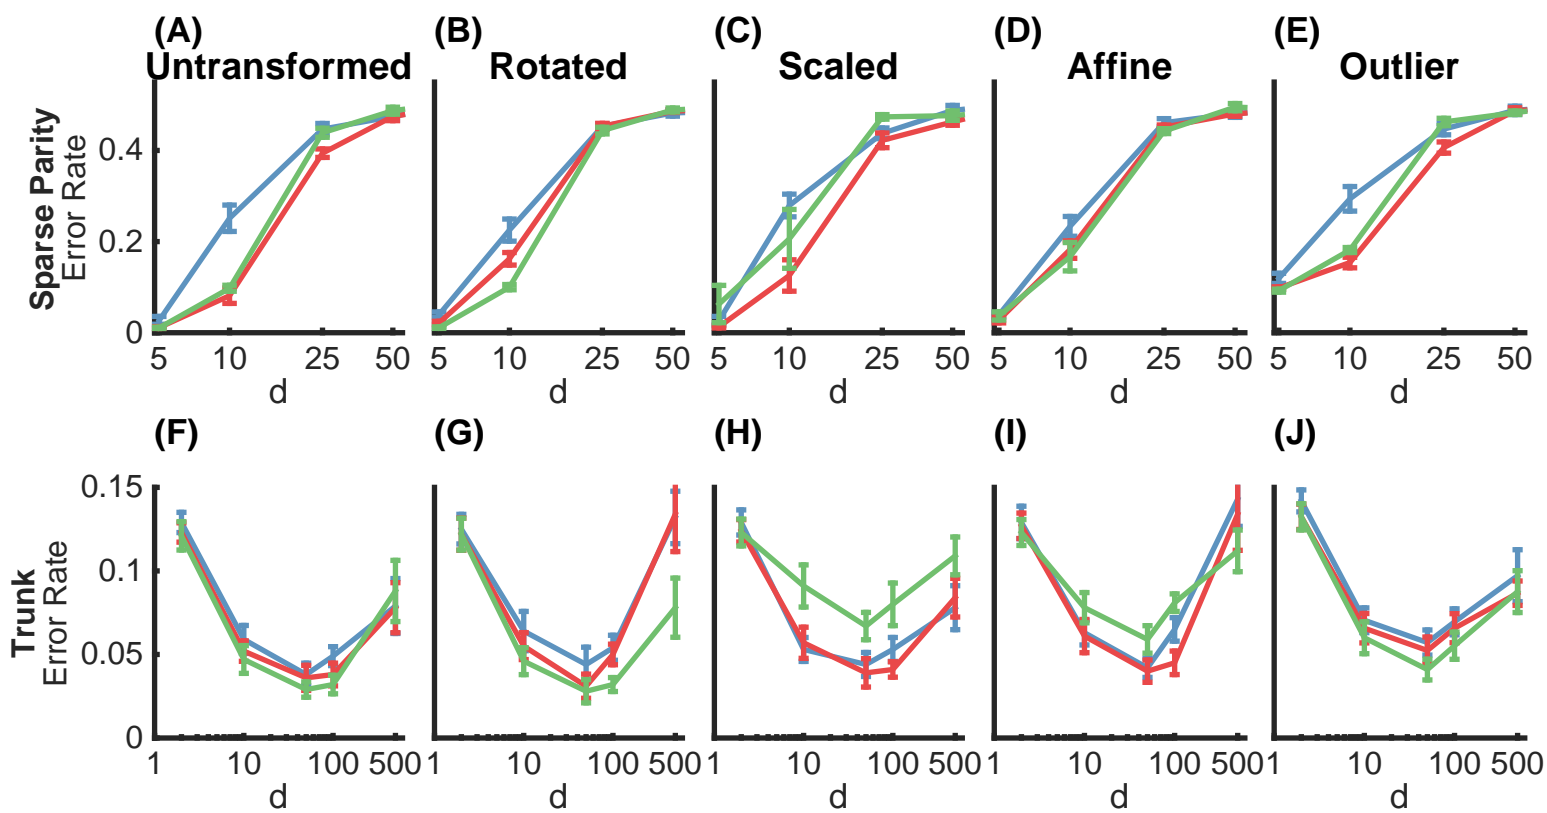 (A) (B) (C) (D) (E)
Untransformed Rotated Scaled Affine Outlier
Sparse Parity
Error Rate
0.4
0.2
0
5 10 25 50 5 10 25 50 5 10 25 50 5 10 25 50 5 10 25 50
d d d d d
(F) (G) (H) (I) (J)
Trunk
Error Rate
0.15
0.1
0.05
0
1 10 100 500 1 10 100 500 1 10 100 500 1 10 100 500 1 10 100 500
d d d d d